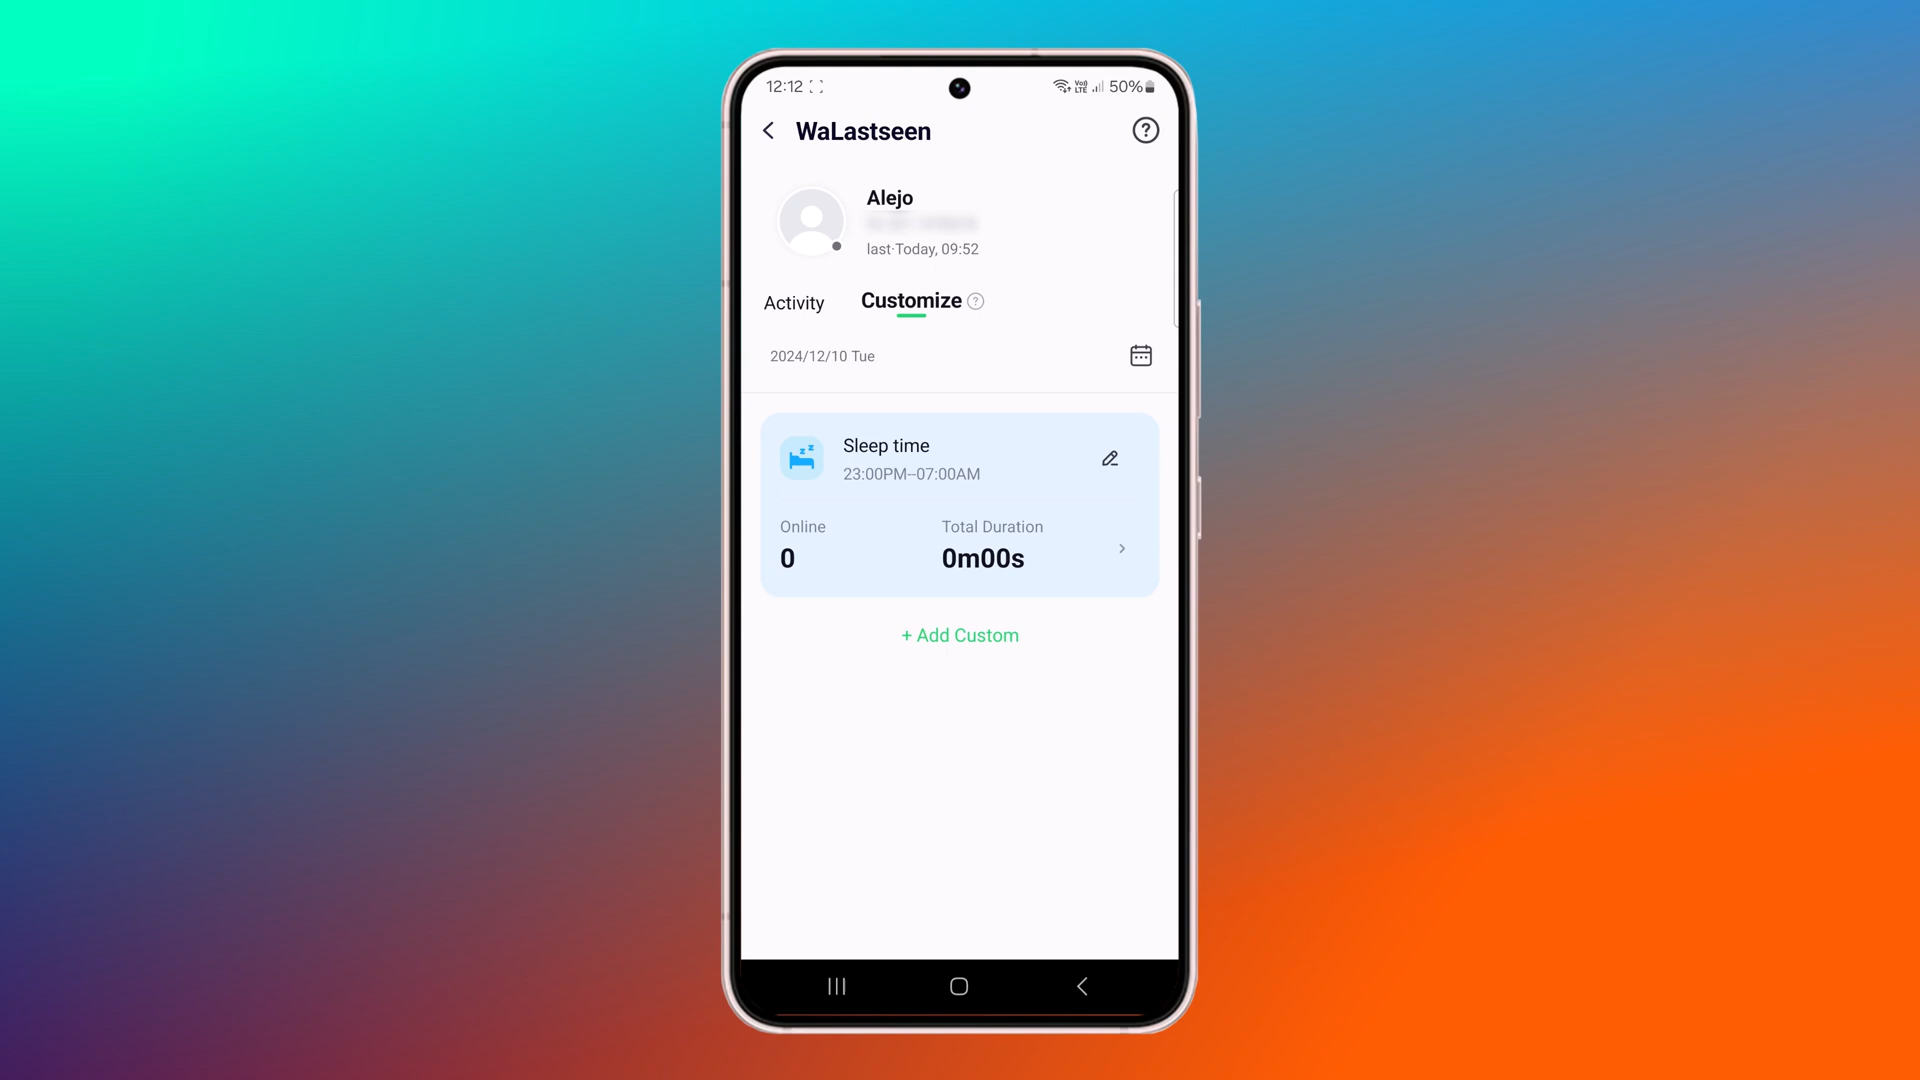 12:12 50%
WaLastseen
Alejo
last·Today, 09:52
Activity Customize
2024/12/10 Tue
Sleep time
23:00PM--07:00AM
Online Total Duration
0 0m00s
+ Add Custom